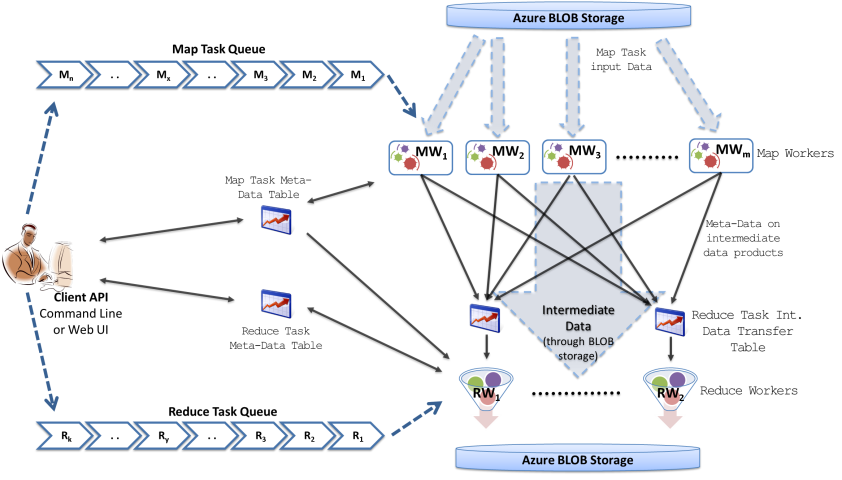 Azure BLOB Storage
Map Task Queue
Mn . . Mx . . M3 M2 M1
Map Task
input Data
MW1 MW2 MW3 MWm
Map Workers
Map Task Meta-
Data Table
Meta-Data on
intermediate
data products
Client API
Command Line
or Web UI
Reduce Task
Meta-Data Table
Intermediate
Data
(through BLOB
storage)
Reduce Task Int.
Data Transfer
Table
RW1 RW2
Reduce Workers
Reduce Task Queue
Rk . . Ry . . R3 R2 R1
Azure BLOB Storage